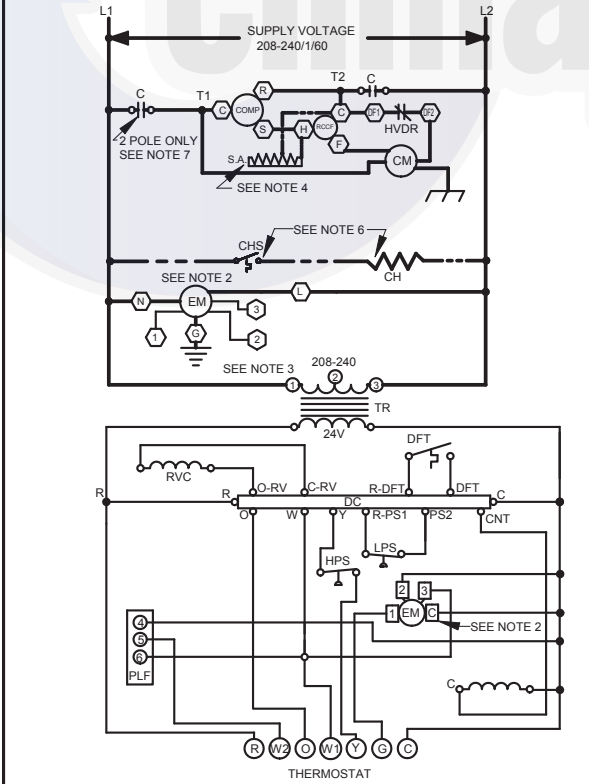 L1
L2
SUPPLY VOLTAGE
208-240/1/60
C
T1
R
T2
C
C
COMP
C
DF1
DF2
HVDR
S
H
RCCF
F
2 POLE ONLY
SEE NOTE 7
S.A.
CM
SEE NOTE 4
SEE NOTE 6
CHS
CH
SEE NOTE 2
N
EM
L
3
1
G
2
SEE NOTE 3
208-240
1
2
3
TR
24V
DFT
RVC
R
R
O-RV
C-RV
R-DFT
DFT
DC
C
O
W
Y
R-PS1
PS2
CNT
LPS
HPS
2
3
1
EM
C
SEE NOTE 2
4
5
6
PLF
C
R
W2
O
W1
Y
G
C
THERMOSTAT